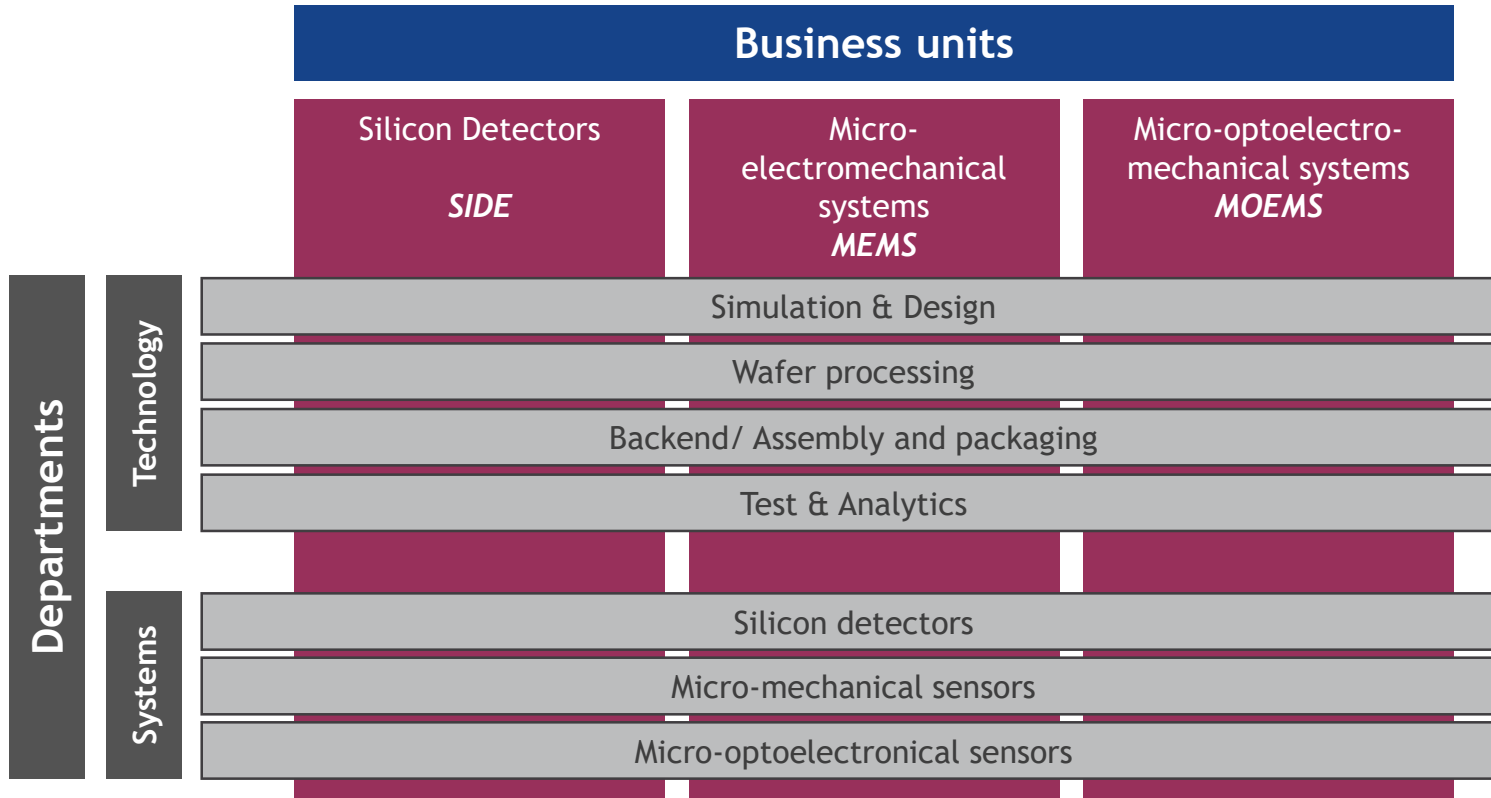 Business units
Silicon Detectors
SIDE
Micro-
electromechanical
systems
MEMS
Micro-optoelectro-
mechanical systems
MOEMS
Departments
Technology
Simulation & Design
Wafer processing
Backend/ Assembly and packaging
Test & Analytics
Systems
Silicon detectors
Micro-mechanical sensors
Micro-optoelectronical sensors